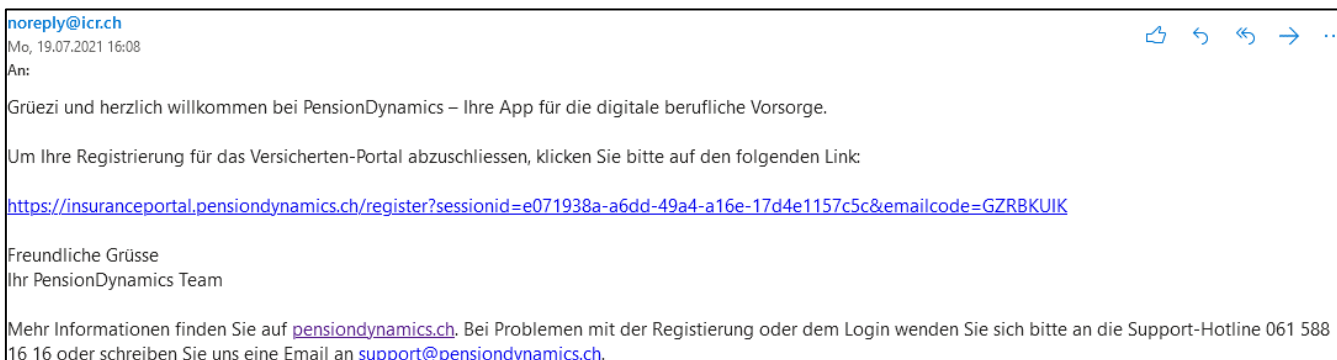 noreply@icr.ch
Mo, 19.07.2021 16:08
An:
Grüezi und herzlich willkommen bei PensionDynamics – Ihre App für die digitale berufliche Vorsorge.
Um Ihre Registrierung für das Versicherten-Portal abzuschliessen, klicken Sie bitte auf den folgenden Link:
https://insuranceportal.pensiondynamics.ch/register?sessionid=e071938a-a6dd-49a4-a16e-17d4e1157c5c&emailcode=GZRBKUIK
Freundliche Grüsse
Ihr PensionDynamics Team
Mehr Informationen finden Sie auf pensiondynamics.ch. Bei Problemen mit der Registierung oder dem Login wenden Sie sich bitte an die Support-Hotline 061 588
16 16 oder schreiben Sie uns eine Email an support@pensiondynamics.ch.